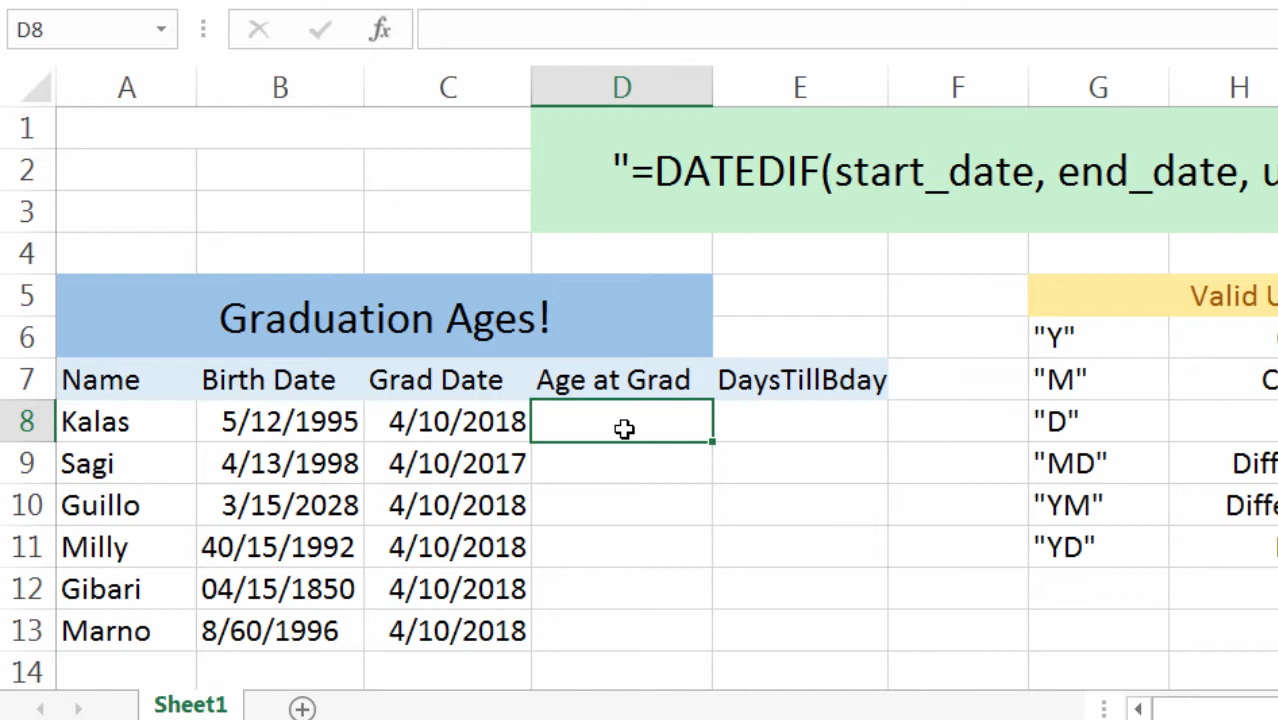 D8 fx
A B C D E F G H
1
2 "=DATEDIF(start_date, end_date, u
3
4
5 Graduation Ages! Valid U
6 "Y"
7 Name Birth Date Grad Date Age at Grad DaysTillBday "M" C
8 Kalas 5/12/1995 4/10/2018 "D"
9 Sagi 4/13/1998 4/10/2017 "MD" Diff
10 Guillo 3/15/2028 4/10/2018 "YM" Diffe
11 Milly 40/15/1992 4/10/2018 "YD"
12 Gibari 04/15/1850 4/10/2018
13 Marno 8/60/1996 4/10/2018
14
Sheet1